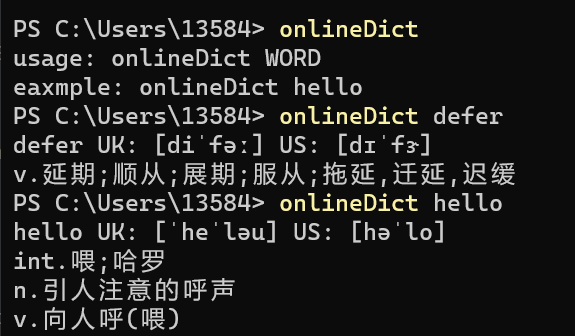 PS C:\Users\13584> onlineDict
usage: onlineDict WORD
eaxmple: onlineDict hello
PS C:\Users\13584> onlineDict defer
defer UK: [diˈfəː] US: [dɪˈfɝ]
v.延期;顺从;展期;服从;拖延,迁延,迟缓
PS C:\Users\13584> onlineDict hello
hello UK: [ˈheˈləu] US: [həˈlo]
int.喂;哈罗
n.引人注意的呼声
v.向人呼(喂)